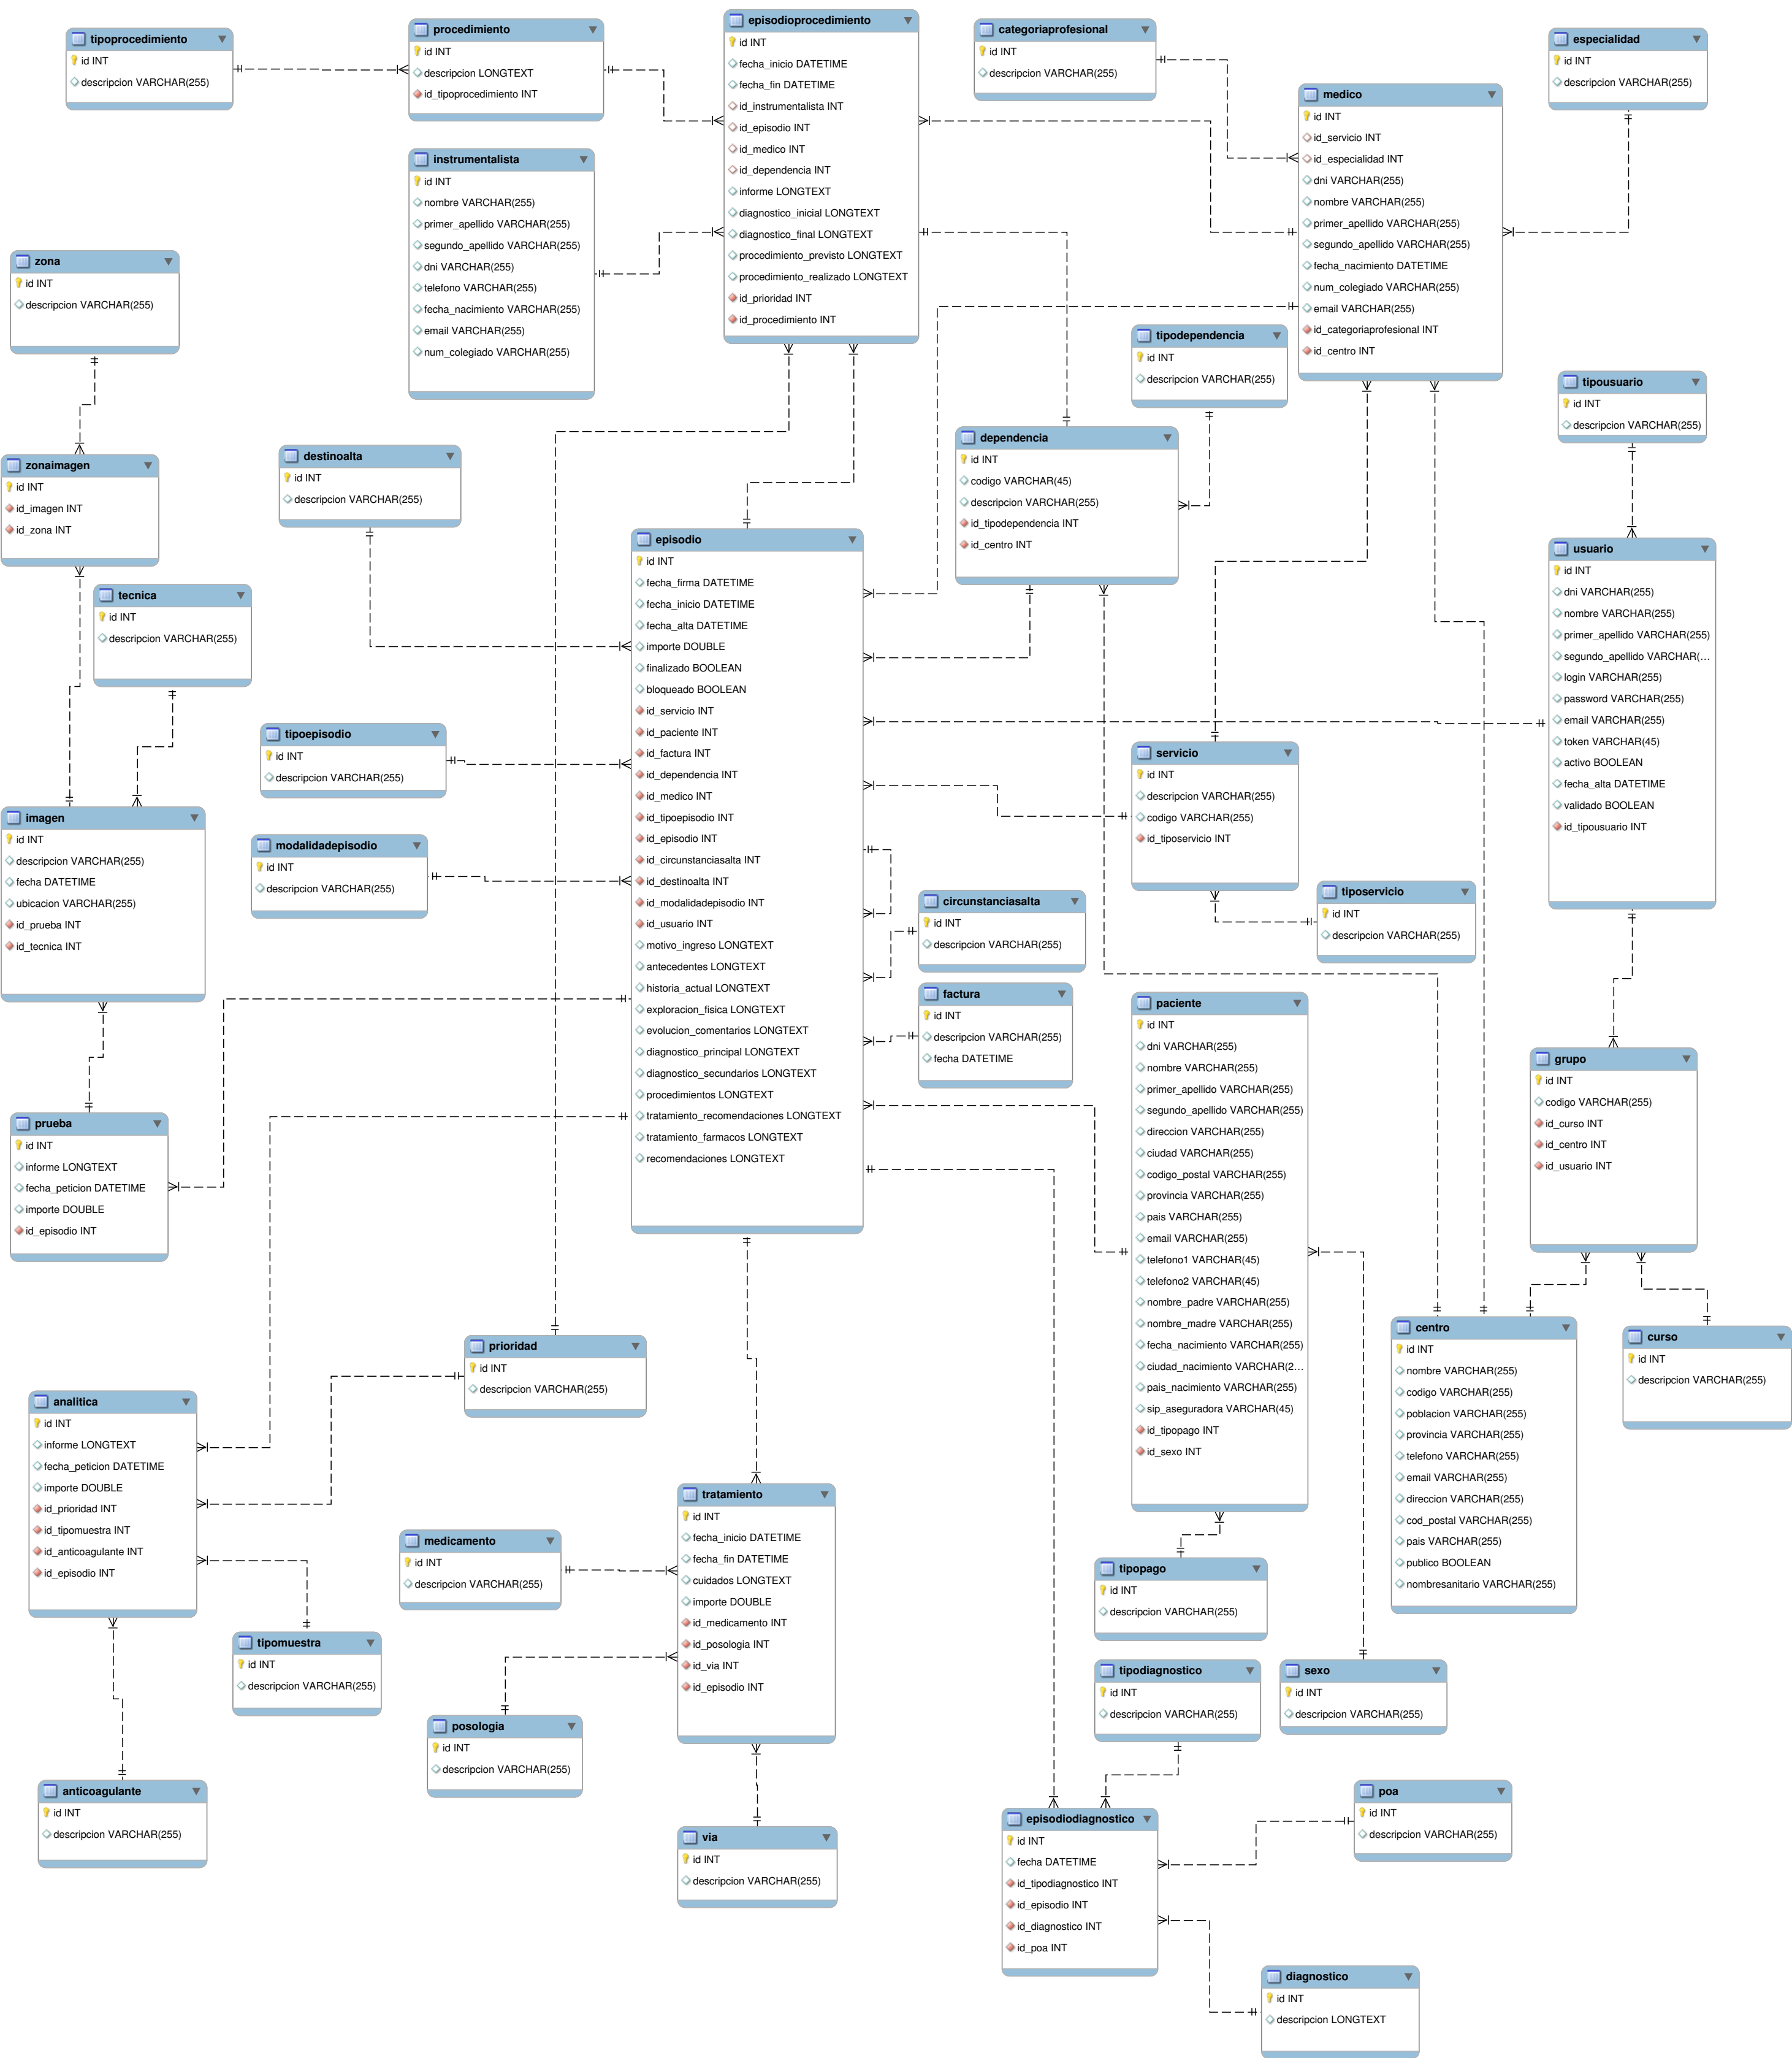 tipoprocedimiento
id INT
descripcion VARCHAR(255)
procedimiento
id INT
descripcion LONGTEXT
id_tipoprocedimiento INT
episodioprocedimiento
id INT
fecha_inicio DATETIME
fecha_fin DATETIME
id_instrumentalista INT
id_episodio INT
id_medico INT
id_dependencia INT
informe LONGTEXT
diagnostico_inicial LONGTEXT
diagnostico_final LONGTEXT
procedimiento_previsto LONGTEXT
procedimiento_realizado LONGTEXT
id_prioridad INT
id_procedimiento INT
categoriaprofesional
id INT
descripcion VARCHAR(255)
especialidad
id INT
descripcion VARCHAR(255)
medico
id INT
id_servicio INT
id_especialidad INT
dni VARCHAR(255)
nombre VARCHAR(255)
primer_apellido VARCHAR(255)
segundo_apellido VARCHAR(255)
fecha_nacimiento DATETIME
num_colegiado VARCHAR(255)
email VARCHAR(255)
id_categoriaprofesional INT
id_centro INT
instrumentalista
id INT
nombre VARCHAR(255)
primer_apellido VARCHAR(255)
segundo_apellido VARCHAR(255)
dni VARCHAR(255)
telefono VARCHAR(255)
fecha_nacimiento VARCHAR(255)
email VARCHAR(255)
num_colegiado VARCHAR(255)
zona
id INT
descripcion VARCHAR(255)
tipodependencia
id INT
descripcion VARCHAR(255)
tipousuario
id INT
descripcion VARCHAR(255)
zonaimagen
id INT
id_imagen INT
id_zona INT
destinoalta
id INT
descripcion VARCHAR(255)
dependencia
id INT
codigo VARCHAR(45)
descripcion VARCHAR(255)
id_tipodependencia INT
id_centro INT
episodio
id INT
fecha_firma DATETIME
fecha_inicio DATETIME
fecha_alta DATETIME
importe DOUBLE
finalizado BOOLEAN
bloqueado BOOLEAN
id_servicio INT
id_paciente INT
id_factura INT
id_dependencia INT
id_medico INT
id_tipoepisodio INT
id_episodio INT
id_circunstanciasalta INT
id_destinoalta INT
id_modalidadepisodio INT
id_usuario INT
motivo_ingreso LONGTEXT
antecedentes LONGTEXT
historia_actual LONGTEXT
exploracion_fisica LONGTEXT
evolucion_comentarios LONGTEXT
diagnostico_principal LONGTEXT
diagnostico_secundarios LONGTEXT
procedimientos LONGTEXT
tratamiento_recomendaciones LONGTEXT
tratamiento_farmacos LONGTEXT
recomendaciones LONGTEXT
usuario
id INT
dni VARCHAR(255)
nombre VARCHAR(255)
primer_apellido VARCHAR(255)
segundo_apellido VARCHAR(...
login VARCHAR(255)
password VARCHAR(255)
email VARCHAR(255)
token VARCHAR(45)
activo BOOLEAN
fecha_alta DATETIME
validado BOOLEAN
id_tipousuario INT
tecnica
id INT
descripcion VARCHAR(255)
tipoepisodio
id INT
descripcion VARCHAR(255)
servicio
id INT
descripcion VARCHAR(255)
codigo VARCHAR(255)
id_tiposervicio INT
imagen
id INT
descripcion VARCHAR(255)
fecha DATETIME
ubicacion VARCHAR(255)
id_prueba INT
id_tecnica INT
modalidadepisodio
id INT
descripcion VARCHAR(255)
tiposervicio
id INT
descripcion VARCHAR(255)
circunstanciasalta
id INT
descripcion VARCHAR(255)
factura
id INT
descripcion VARCHAR(255)
fecha DATETIME
paciente
id INT
dni VARCHAR(255)
nombre VARCHAR(255)
primer_apellido VARCHAR(255)
segundo_apellido VARCHAR(255)
direccion VARCHAR(255)
ciudad VARCHAR(255)
codigo_postal VARCHAR(255)
provincia VARCHAR(255)
pais VARCHAR(255)
email VARCHAR(255)
telefono1 VARCHAR(45)
telefono2 VARCHAR(45)
nombre_padre VARCHAR(255)
nombre_madre VARCHAR(255)
fecha_nacimiento VARCHAR(255)
ciudad_nacimiento VARCHAR(2...
pais_nacimiento VARCHAR(255)
sip_aseguradora VARCHAR(45)
id_tipopago INT
id_sexo INT
grupo
id INT
codigo VARCHAR(255)
id_curso INT
id_centro INT
id_usuario INT
prueba
id INT
informe LONGTEXT
fecha_peticion DATETIME
importe DOUBLE
id_episodio INT
centro
id INT
nombre VARCHAR(255)
codigo VARCHAR(255)
poblacion VARCHAR(255)
provincia VARCHAR(255)
telefono VARCHAR(255)
email VARCHAR(255)
direccion VARCHAR(255)
cod_postal VARCHAR(255)
pais VARCHAR(255)
publico BOOLEAN
nombresanitario VARCHAR(255)
curso
id INT
descripcion VARCHAR(255)
prioridad
id INT
descripcion VARCHAR(255)
analitica
id INT
informe LONGTEXT
fecha_peticion DATETIME
importe DOUBLE
id_prioridad INT
id_tipomuestra INT
id_anticoagulante INT
id_episodio INT
tratamiento
id INT
fecha_inicio DATETIME
fecha_fin DATETIME
cuidados LONGTEXT
importe DOUBLE
id_medicamento INT
id_posologia INT
id_via INT
id_episodio INT
medicamento
id INT
descripcion VARCHAR(255)
tipopago
id INT
descripcion VARCHAR(255)
tipomuestra
id INT
descripcion VARCHAR(255)
tipodiagnostico
id INT
descripcion VARCHAR(255)
sexo
id INT
descripcion VARCHAR(255)
posologia
id INT
descripcion VARCHAR(255)
anticoagulante
id INT
descripcion VARCHAR(255)
via
id INT
descripcion VARCHAR(255)
episodiodiagnostico
id INT
fecha DATETIME
id_tipodiagnostico INT
id_episodio INT
id_diagnostico INT
id_poa INT
poa
id INT
descripcion VARCHAR(255)
diagnostico
id INT
descripcion LONGTEXT